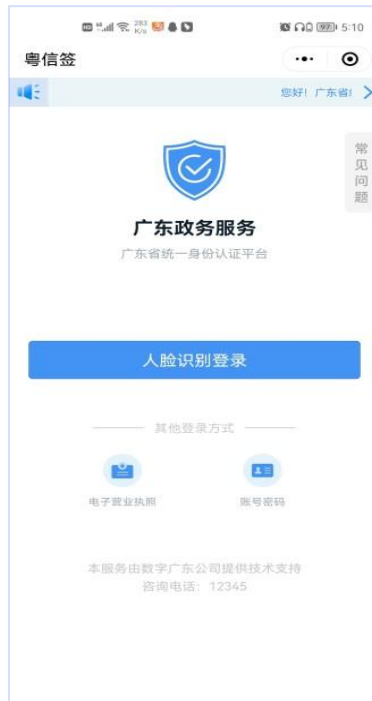 283 K/s 5:10
粤信签
您好！广东省
常见问题
广东政务服务
广东省统一身份认证平台
人脸识别登录
其他登录方式
电子营业执照 账号密码
本服务由数字广东公司提供技术支持
咨询电话：12345